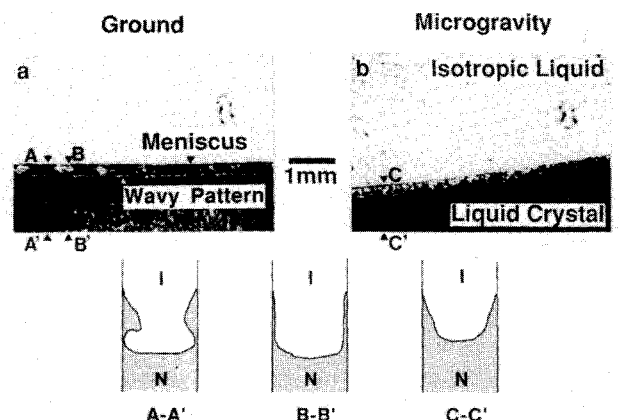 Ground
Microgravity
a
A
B
Meniscus
Wavy Pattern
A' B'
1mm
b
Isotropic Liquid
C
Liquid Crystal
C'
I
N
A-A'
I
N
B-B'
I
N
C-C'